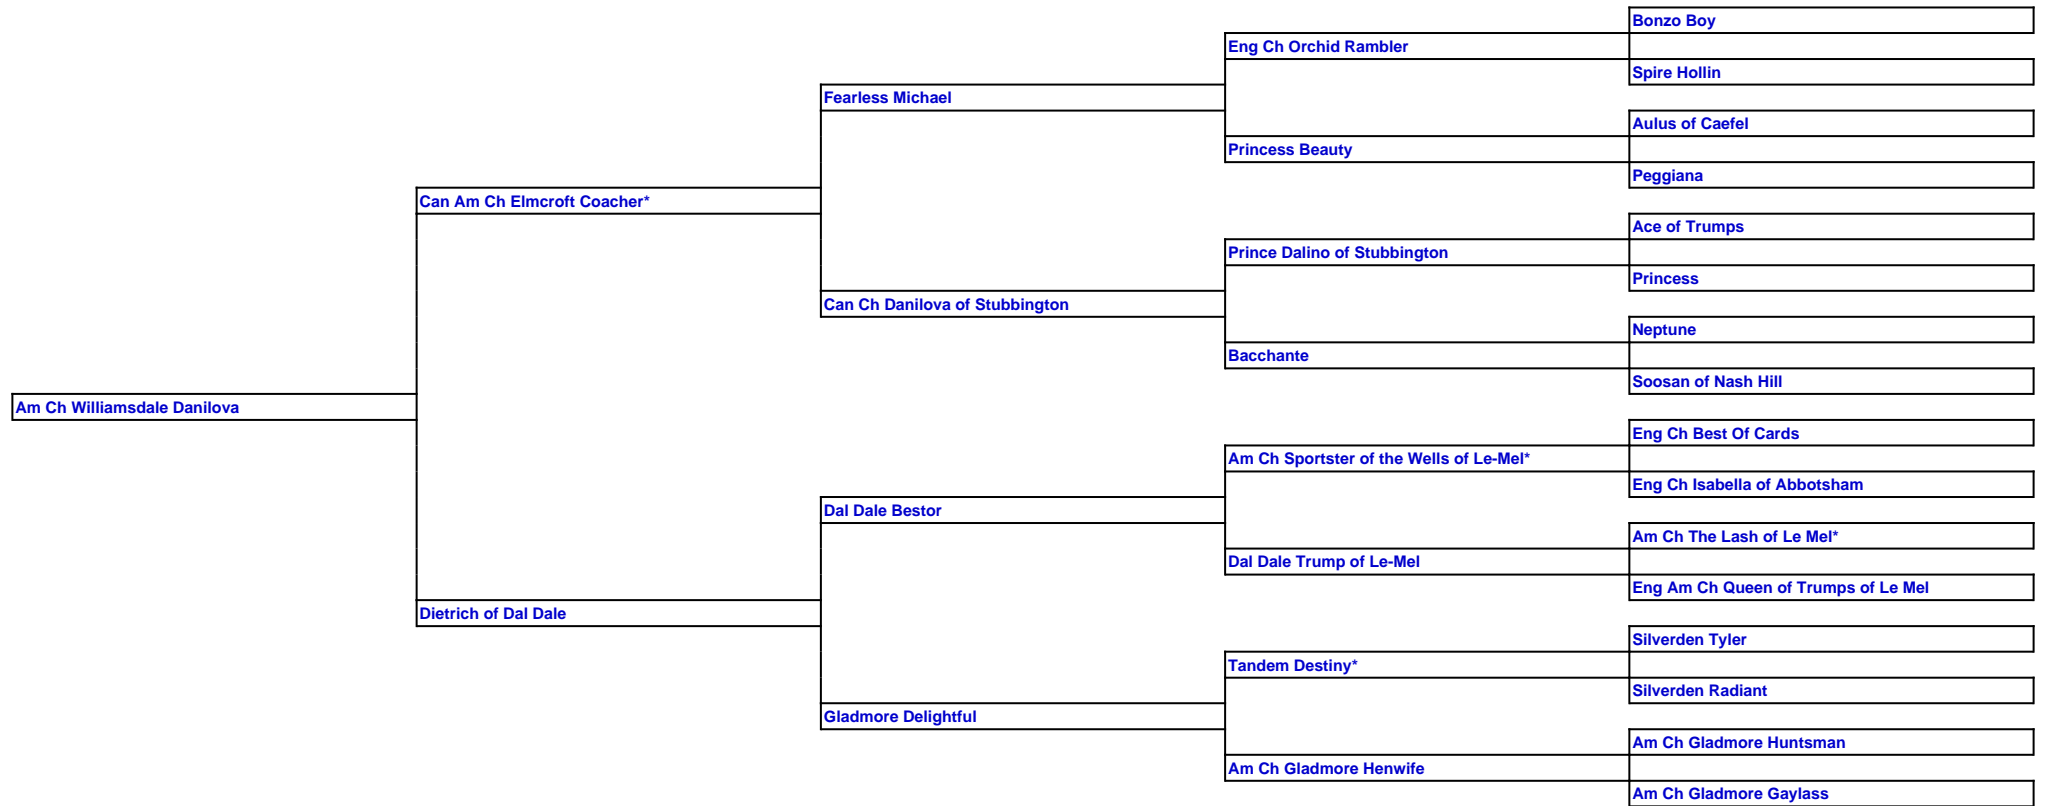 Bonzo Boy
Eng Ch Orchid Rambler
Spire Hollin
Fearless Michael
Aulus of Caefel
Princess Beauty
Peggiana
Can Am Ch Elmcroft Coacher*
Ace of Trumps
Prince Dalino of Stubbington
Princess
Can Ch Danilova of Stubbington
Neptune
Bacchante
Soosan of Nash Hill
Am Ch Williamsdale Danilova
Eng Ch Best Of Cards
Am Ch Sportster of the Wells of Le-Mel*
Eng Ch Isabella of Abbotsham
Dal Dale Bestor
Am Ch The Lash of Le Mel*
Dal Dale Trump of Le-Mel
Eng Am Ch Queen of Trumps of Le Mel
Dietrich of Dal Dale
Silverden Tyler
Tandem Destiny*
Silverden Radiant
Gladmore Delightful
Am Ch Gladmore Huntsman
Am Ch Gladmore Henwife
Am Ch Gladmore Gaylass